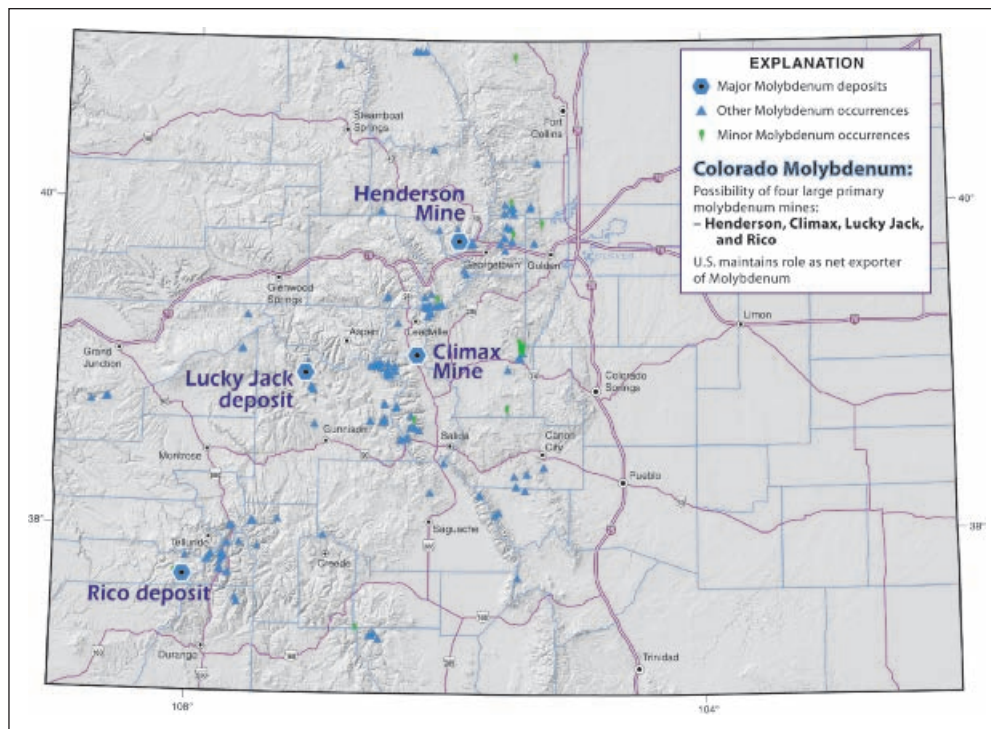 EXPLANATION
Major Molybdenum deposits
Other Molybdenum occurrences
Minor Molybdenum occurrences
Colorado Molybdenum:
Possibility of four large primary
molybdenum mines:
– Henderson, Climax, Lucky Jack,
and Rico
U.S. maintains role as net exporter
of Molybdenum
Steamboat
Springs
Fort
Collins
40°
40°
Henderson
Mine
Georgetown
Golden
Glenwood
Springs
Aspen
Leadville
Limon
Grand
Junction
Climax
Mine
Lucky Jack
deposit
Colorado
Springs
Gunnison
Salida
Canon
City
Montrose
Pueblo
38°
38°
Saguache
Telluride
Creede
Rico deposit
Durango
Trinidad
108°
104°